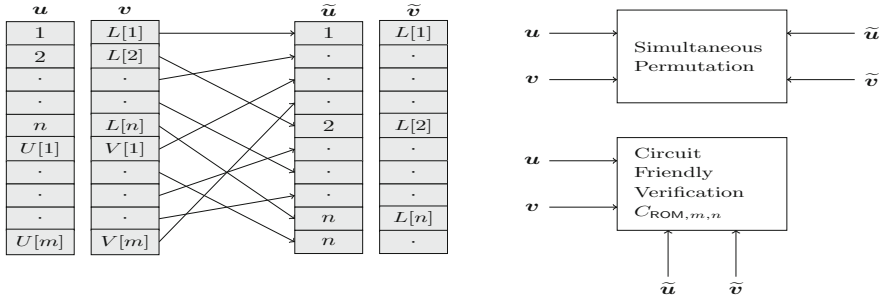 u v ũ ṽ
1 L[1] 1 L[1]
2 L[2] · ·
· · · ·
· · · ·
n L[n] 2 L[2]
U[1] V[1] · ·
· · · ·
· · · ·
· · n L[n]
U[m] V[m] n ·
u ũ
Simultaneous
Permutation
v ṽ
u
v
Circuit
Friendly
Verification
C_ROM,m,n
ũ ṽ